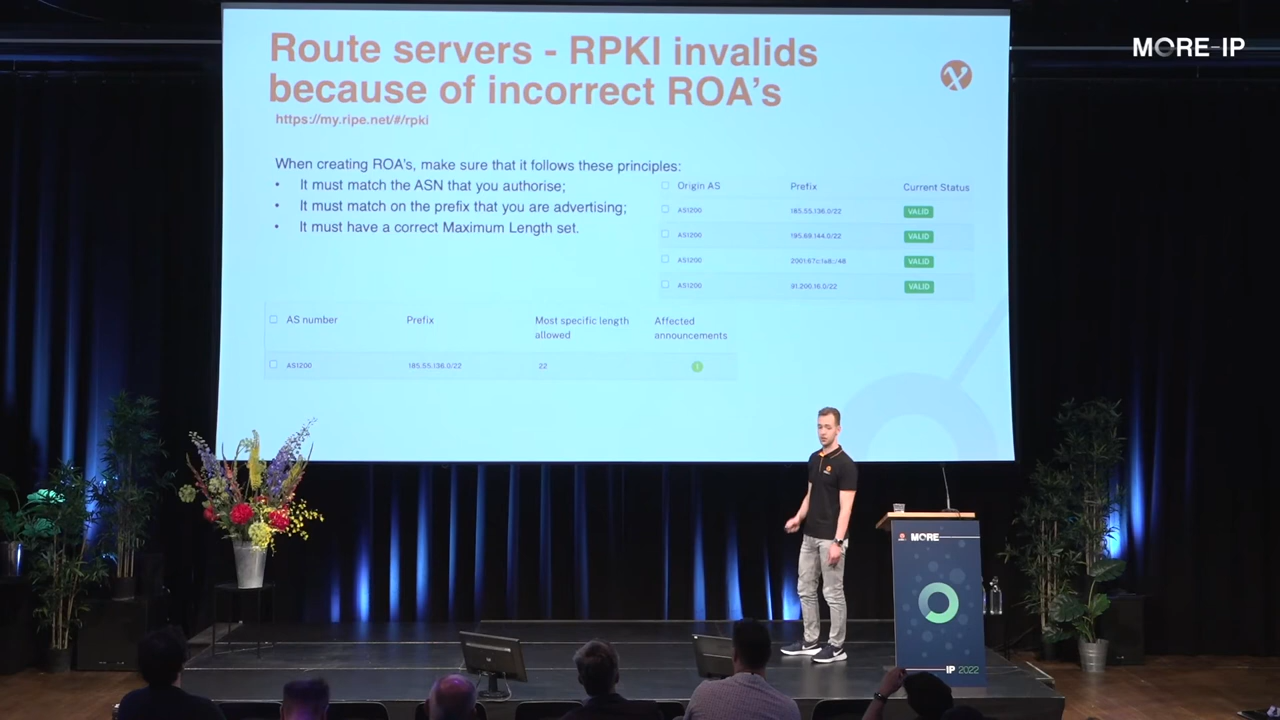 MORE-IP
Route servers - RPKI invalids
because of incorrect ROA's
https://my.ripe.net/#/rpki
When creating ROA's, make sure that it follows these principles:
• It must match the ASN that you authorise;
• It must match on the prefix that you are advertising;
• It must have a correct Maximum Length set.
Origin AS Prefix Current Status
AS1200 185.55.136.0/22 VALID
AS1200 195.69.144.0/22 VALID
AS1200 2001:67c:1a8::/48 VALID
AS1200 91.200.16.0/22 VALID
AS number Prefix Most specific length allowed Affected announcements
AS1200 185.55.136.0/22 22 1
MORE
IP 2022